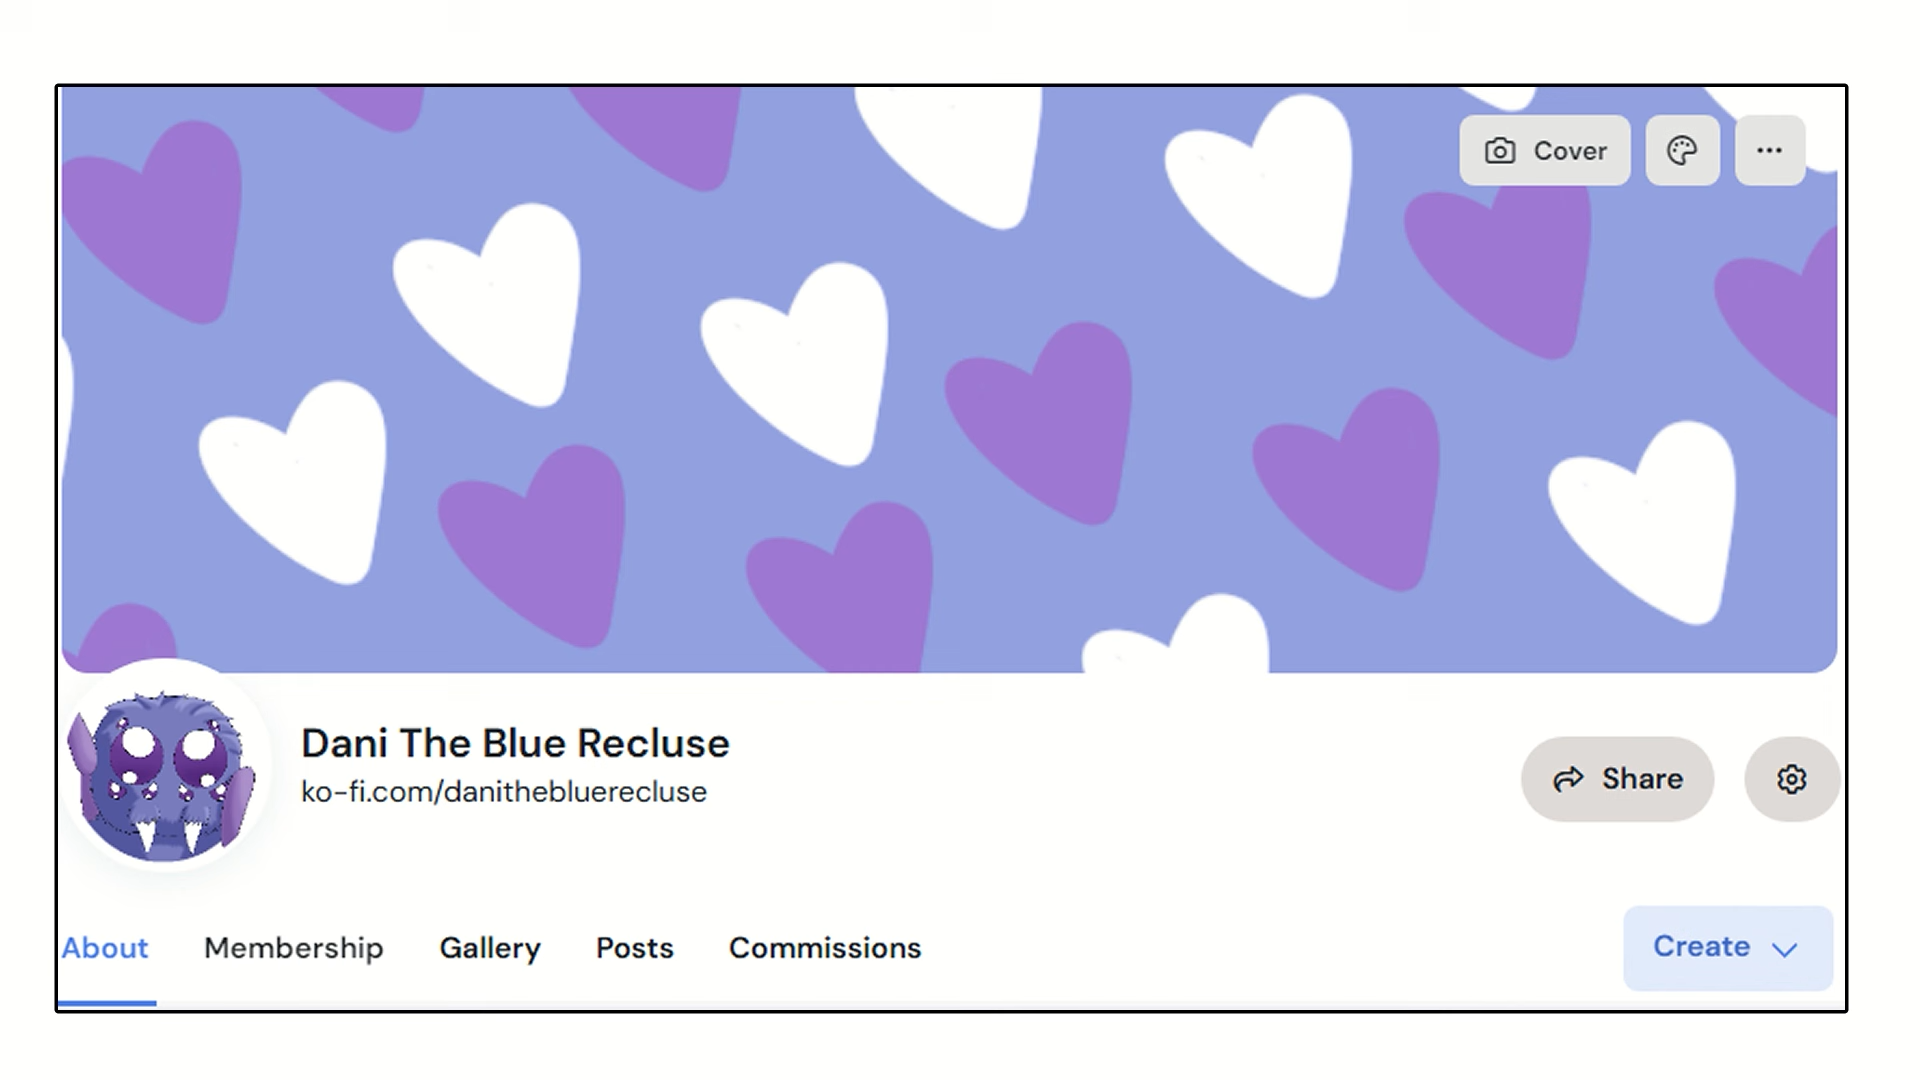 Cover
Dani The Blue Recluse
ko-fi.com/danithebluerecluse
Share
About
Membership
Gallery
Posts
Commissions
Create